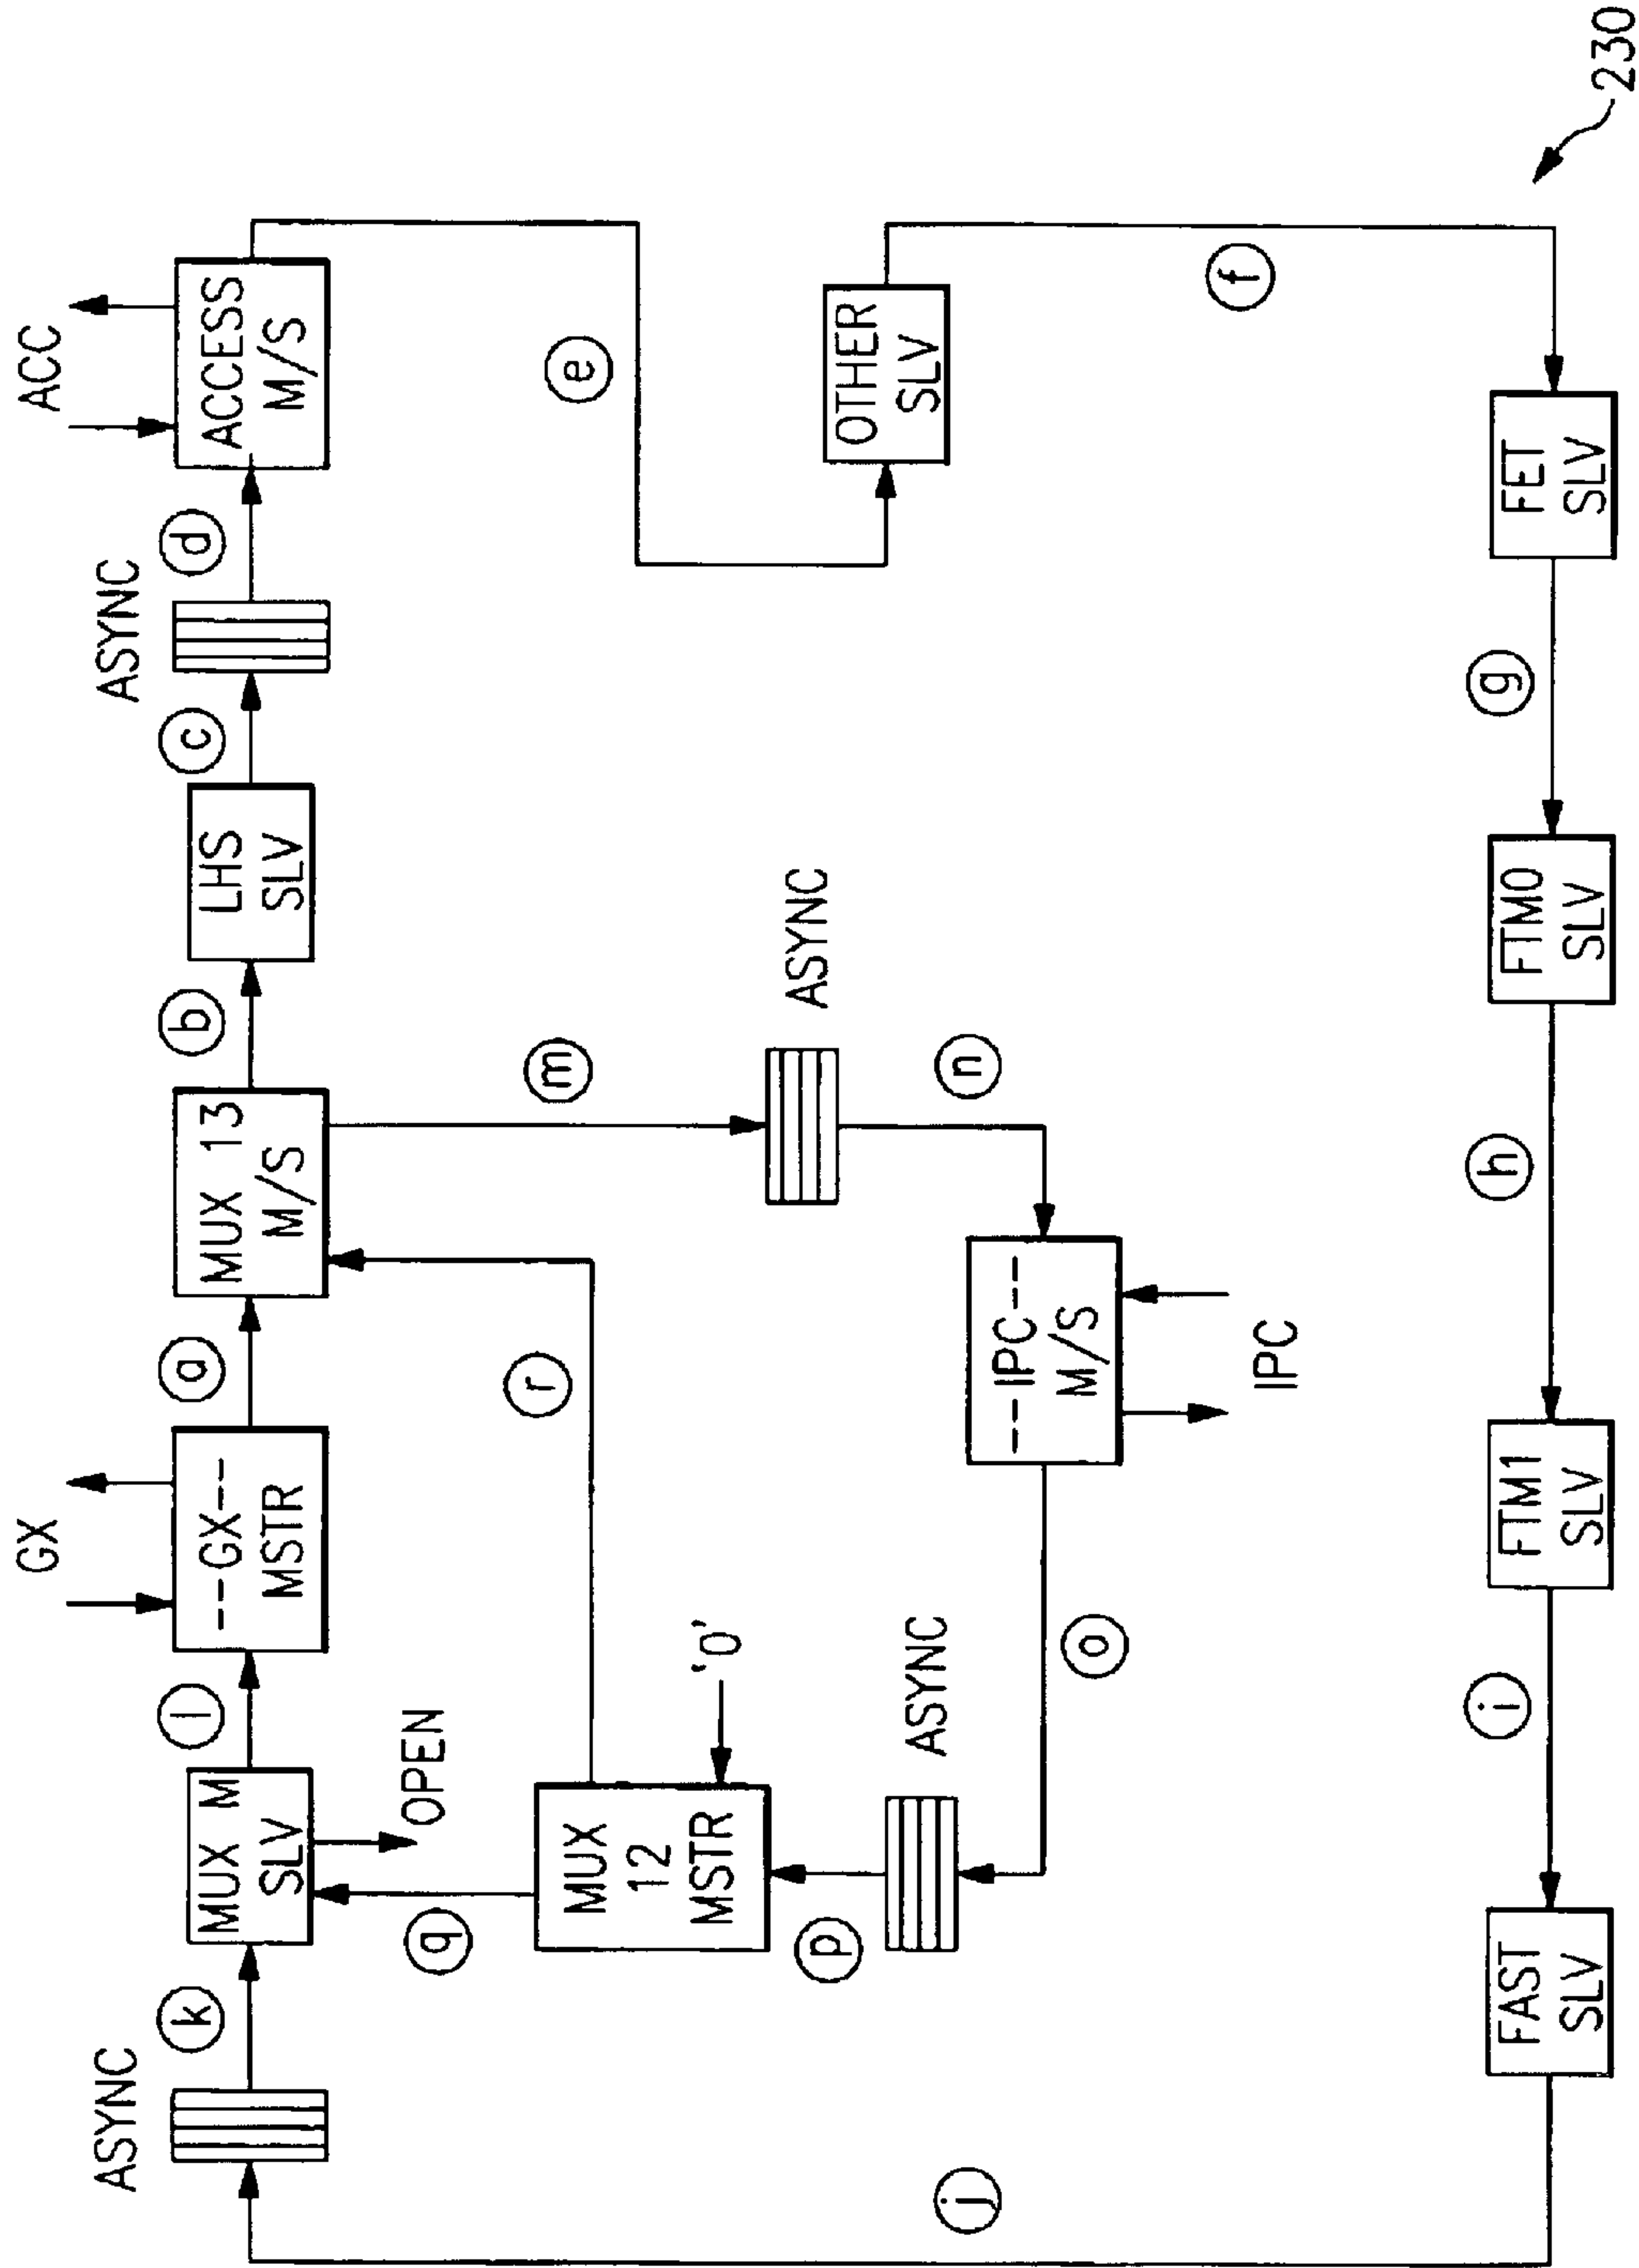 GX
ACC
ASYNC
k
MUX M
SLV
l
--GX--
MSTR
a
MUX 13
M/S
b
LHS
SLV
c
ASYNC
d
ACCESS
M/S
OPEN
q
r
m
e
MUX
12
MSTR
'0'
ASYNC
n
OTHER
SLV
p
ASYNC
o
---IPC---
M/S
IPC
f
j
FAST
SLV
i
FTM1
SLV
h
FTM0
SLV
g
FET
SLV
230